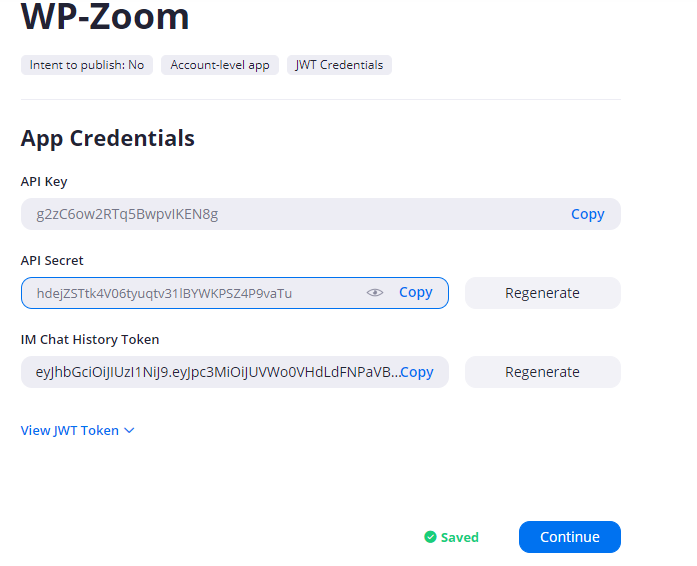 WP-Zoom
Intent to publish: No Account-level app JWT Credentials
App Credentials
API Key
g2zC6ow2RTq5BwpvIKEN8g Copy
API Secret
hdejZSTtk4V06tyuqtv31lBYWKPSZ4P9vaTu Copy Regenerate
IM Chat History Token
eyJhbGciOiJIUzI1NiJ9.eyJpc3MiOiJUVWo0VHdLdFNPaVB... Copy Regenerate
View JWT Token
Saved Continue